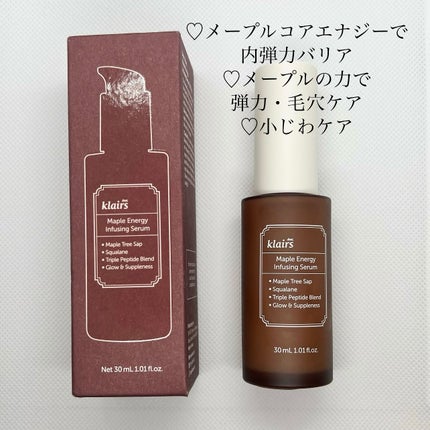 ♡メープルコアエナジーで
内弾力バリア
♡メープルの力で
弾力・毛穴ケア
♡小じわケア
klairs
Maple Energy
Infusing Serum
• Maple Tree Sap
• Squalane
• Triple Peptide Blend
• Glow & Suppleness
Net 30 mL 1.01 fl.oz.
klairs
Maple Energy
Infusing Serum
• Maple Tree Sap
• Squalane
• Triple Peptide Blend
• Glow & Suppleness
30 mL 1.01 fl.oz.